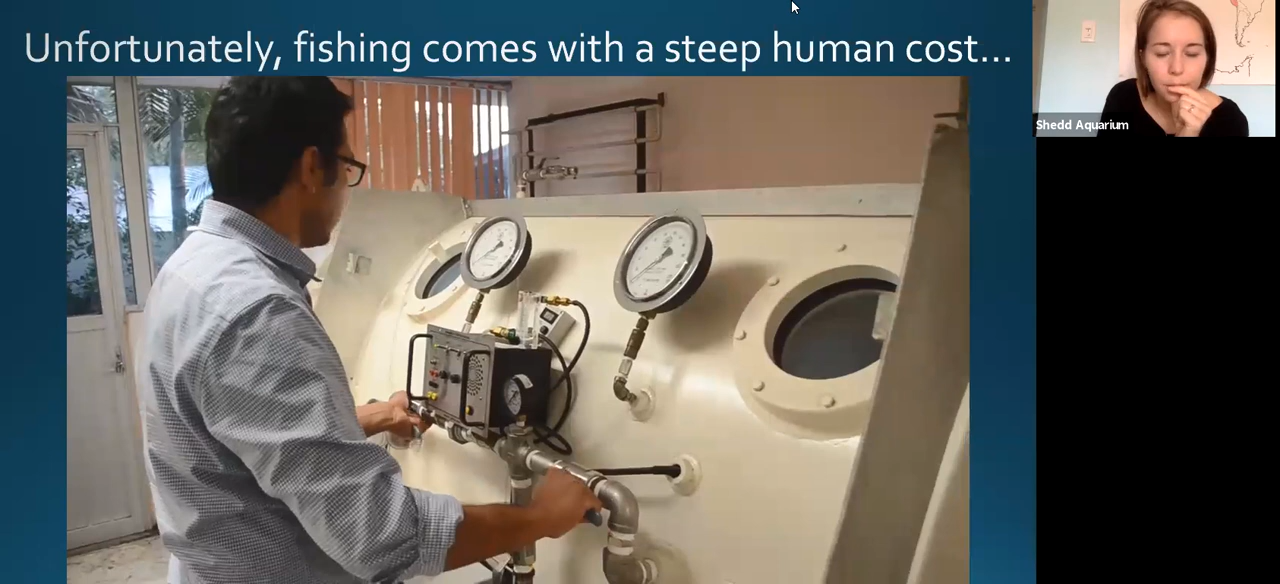 Unfortunately, fishing comes with a steep human cost...
Shedd Aquarium